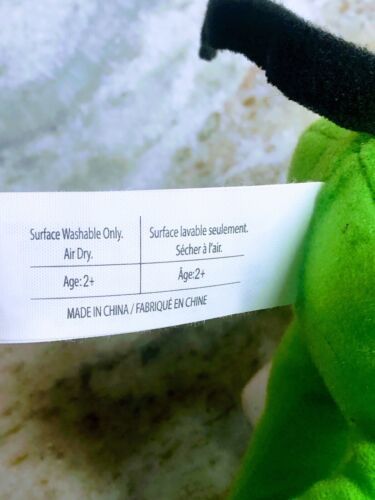 Surface Washable Only.
Air Dry.
Surface lavable seulement.
Sécher à l'air.
Age:2+
Âge:2+
MADE IN CHINA / FABRIQUÉ EN CHINE